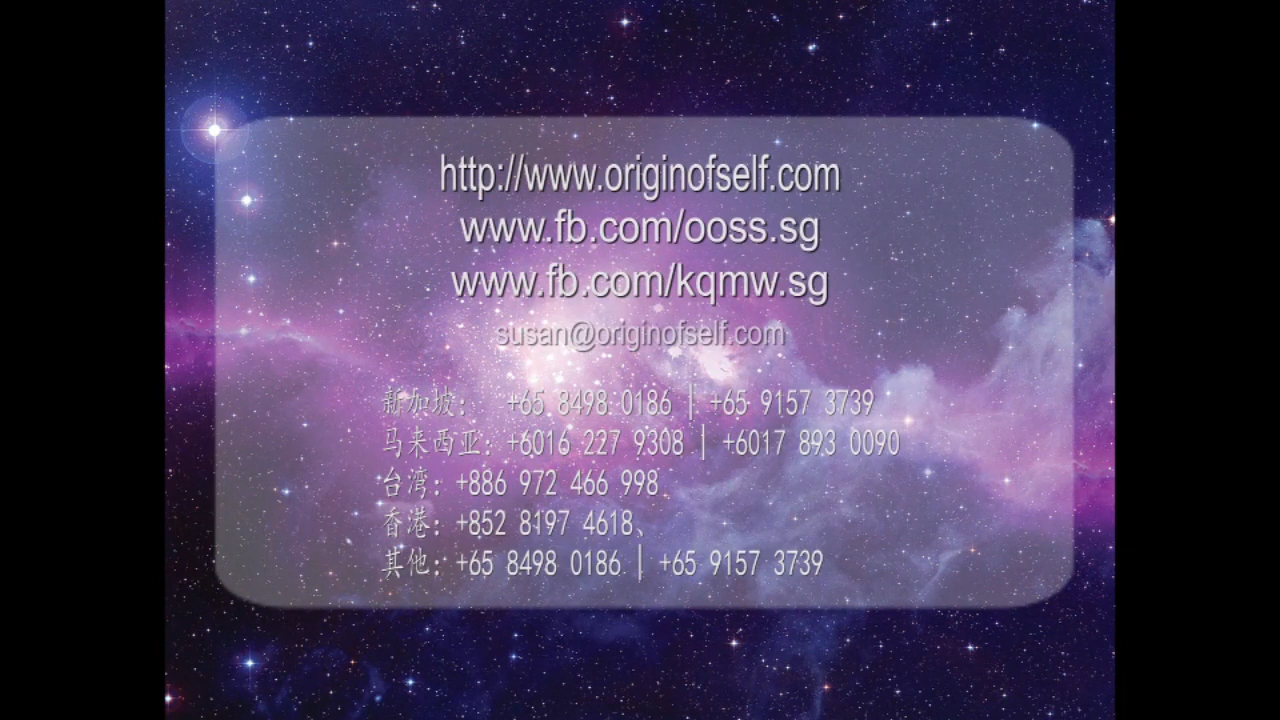 http://www.originofself.com
www.fb.com/ooss.sg
www.fb.com/kqmw.sg
susan@originofself.com
新加坡： +65 8498 0186 | +65 9157 3739
马来西亚: +6016 227 9308 | +6017 893 0090
台湾: +886 972 466 998
香港: +852 8197 4618、
其他: +65 8498 0186 | +65 9157 3739